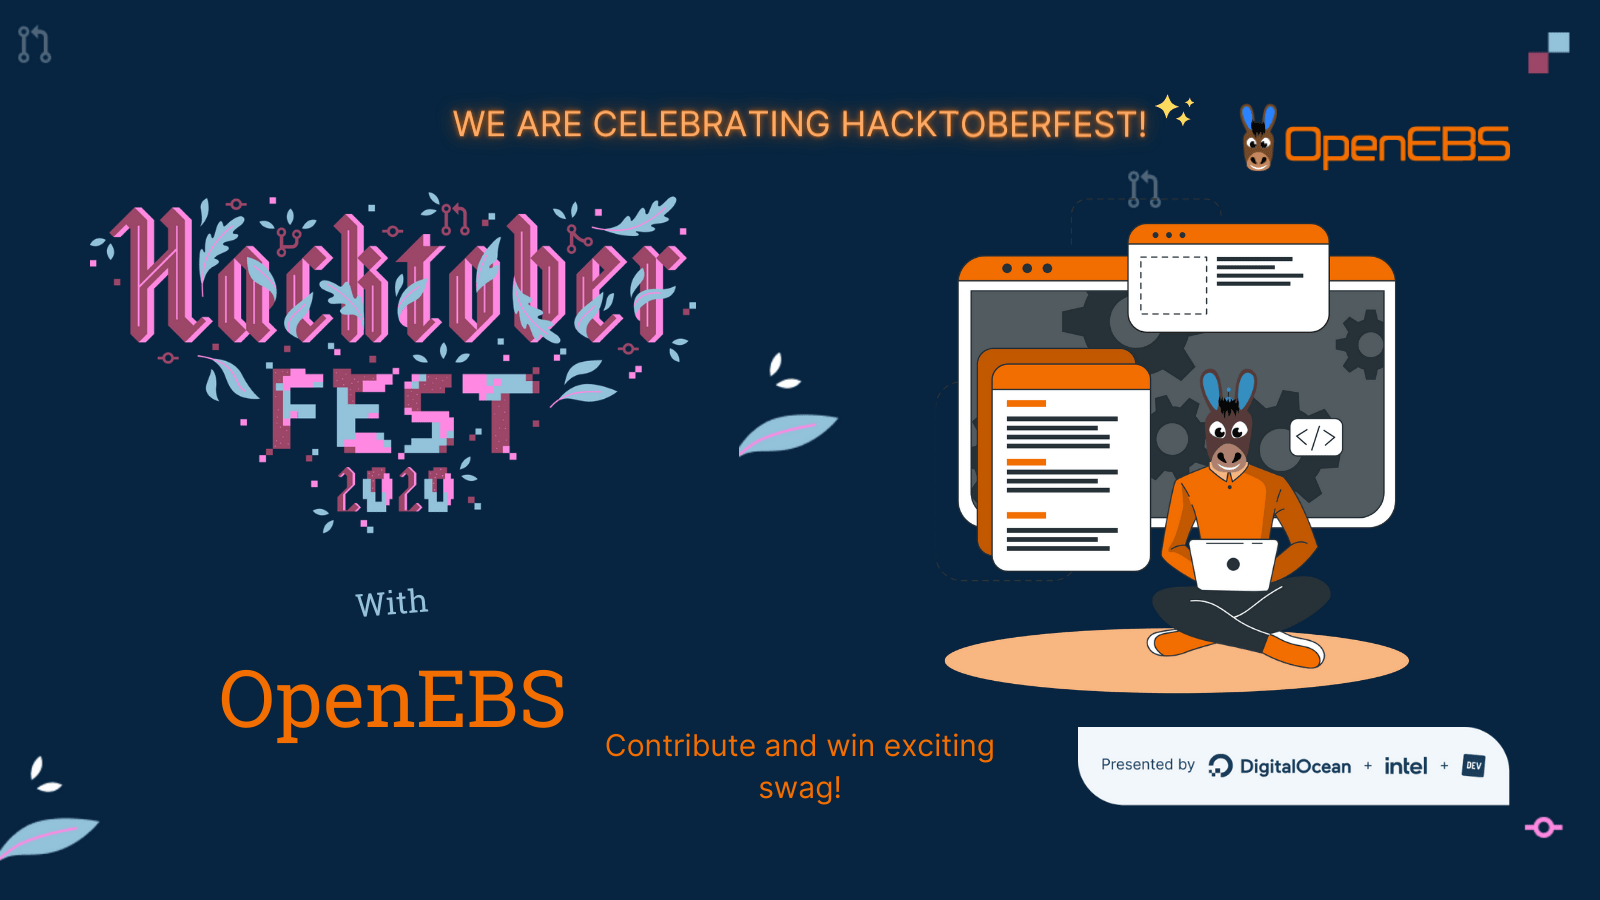 WE ARE CELEBRATING HACKTOBERFEST!
OpenEBS
Hacktober
FEST
2020
</>
With
OpenEBS
Contribute and win exciting
swag!
Presented by DigitalOcean + intel + DEV